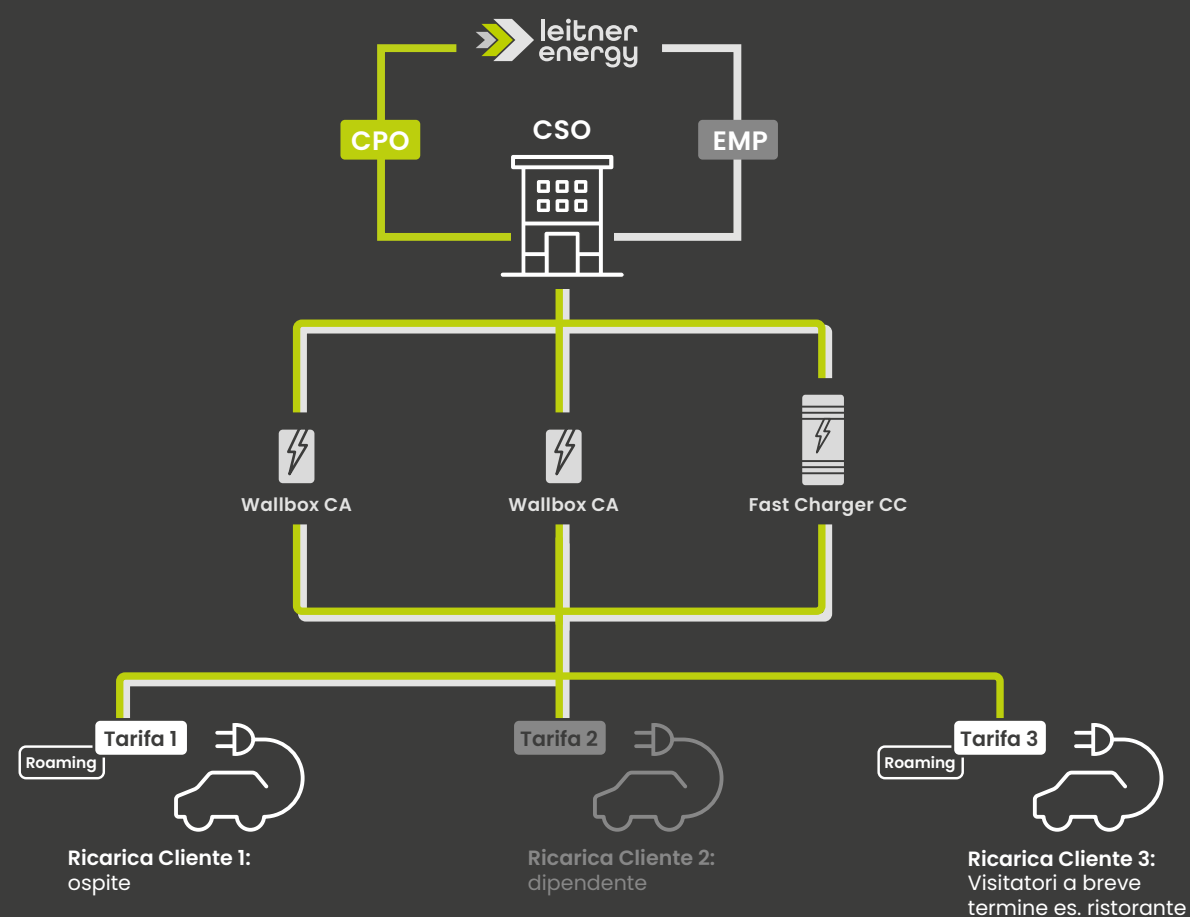 leitner
energy
CPO
CSO
EMP
Wallbox CA
Wallbox CA
Fast Charger CC
Tarifa 1
Roaming
Tarifa 2
Tarifa 3
Roaming
Ricarica Cliente 1:
ospite
Ricarica Cliente 2:
dipendente
Ricarica Cliente 3:
Visitatori a breve
termine es. ristorante